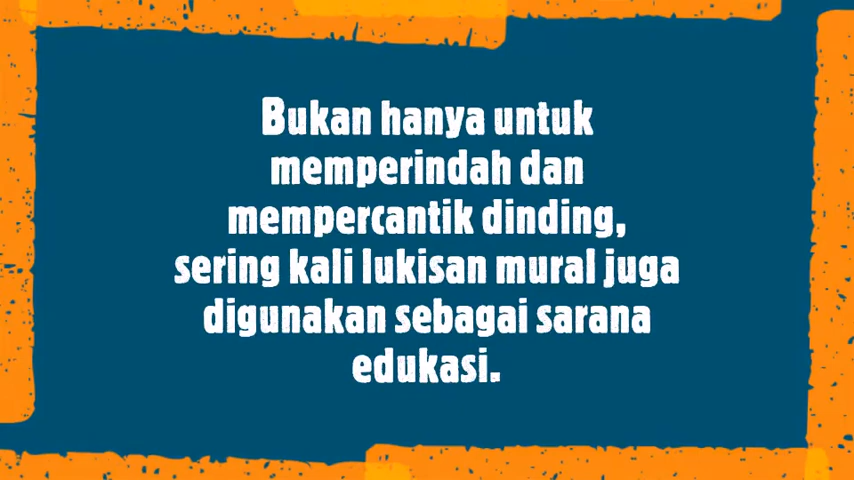 Bukan hanya untuk
memperindah dan
mempercantik dinding,
sering kali lukisan mural juga
digunakan sebagai sarana
edukasi.